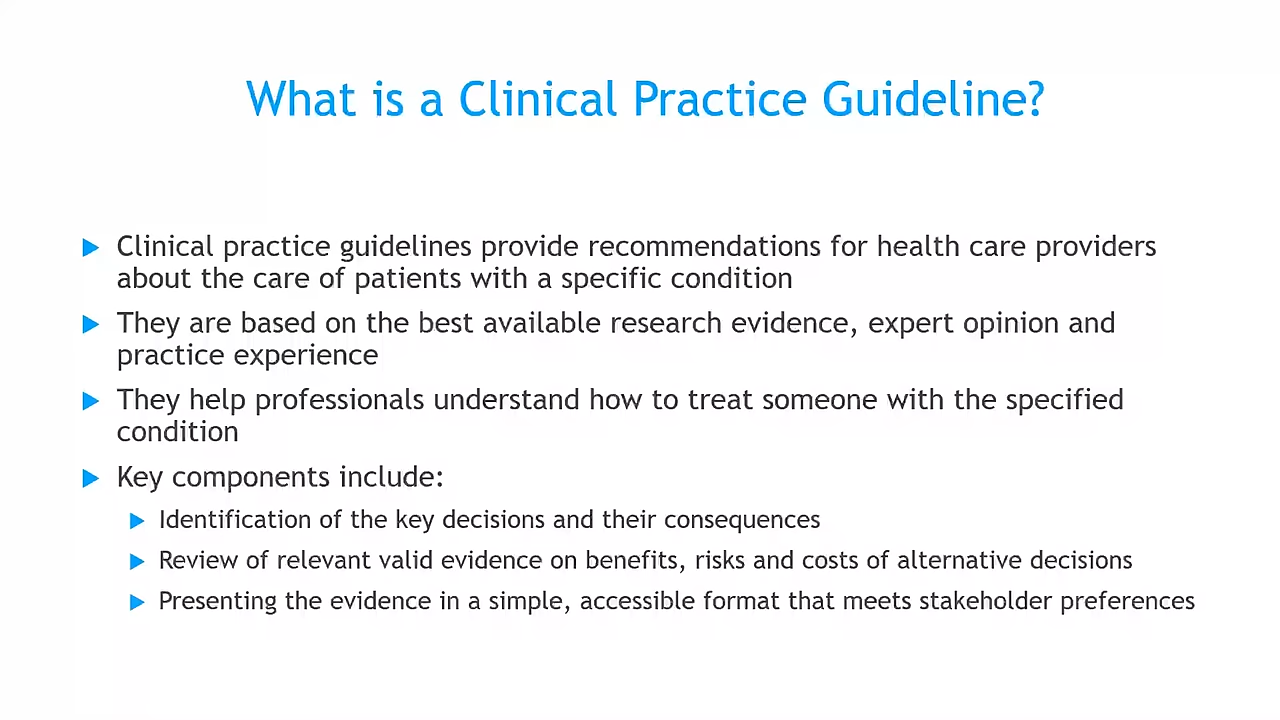 What is a Clinical Practice Guideline?
Clinical practice guidelines provide recommendations for health care providers
about the care of patients with a specific condition
They are based on the best available research evidence, expert opinion and
practice experience
They help professionals understand how to treat someone with the specified
condition
Key components include:
Identification of the key decisions and their consequences
Review of relevant valid evidence on benefits, risks and costs of alternative decisions
Presenting the evidence in a simple, accessible format that meets stakeholder preferences